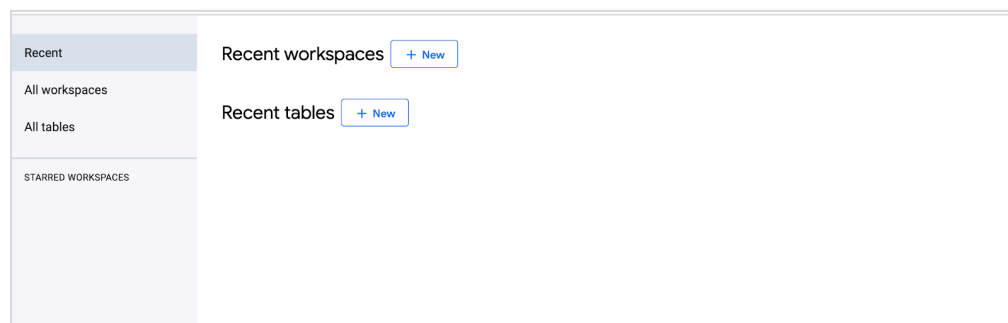 Recent
All workspaces
All tables
STARRED WORKSPACES
Recent workspaces + New
Recent tables + New